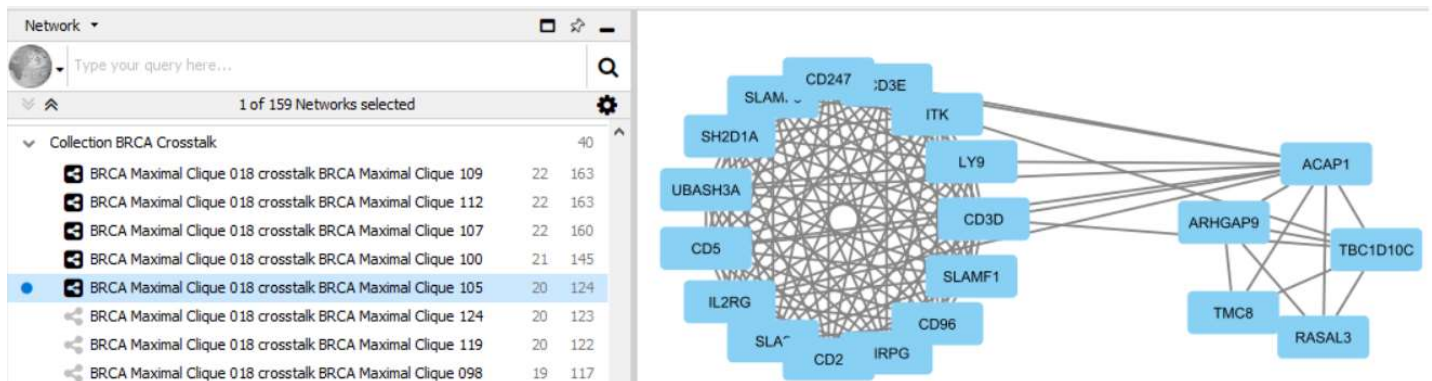 Network
Type your query here...
1 of 159 Networks selected
Collection BRCA Crosstalk 40
BRCA Maximal Clique 018 crosstalk BRCA Maximal Clique 109 22 163
BRCA Maximal Clique 018 crosstalk BRCA Maximal Clique 112 22 163
BRCA Maximal Clique 018 crosstalk BRCA Maximal Clique 107 22 160
BRCA Maximal Clique 018 crosstalk BRCA Maximal Clique 100 21 145
BRCA Maximal Clique 018 crosstalk BRCA Maximal Clique 105 20 124
BRCA Maximal Clique 018 crosstalk BRCA Maximal Clique 124 20 123
BRCA Maximal Clique 018 crosstalk BRCA Maximal Clique 119 20 122
BRCA Maximal Clique 018 crosstalk BRCA Maximal Clique 098 19 117
CD247
ITK
SH2D1A
LY9
UBASH3A
CD3D
CD5
SLAMF1
IL2RG
CD96
CD2
ACAP1
ARHGAP9
TBC1D10C
TMC8
RASAL3